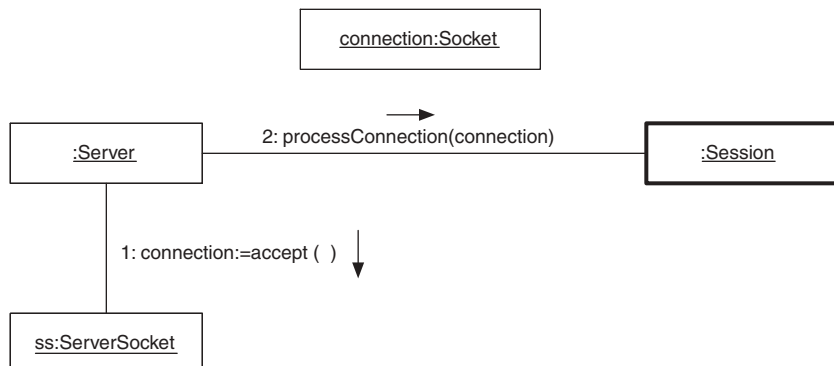 connection:Socket
2: processConnection(connection)
:Server
:Session
1: connection:=accept ( )
ss:ServerSocket